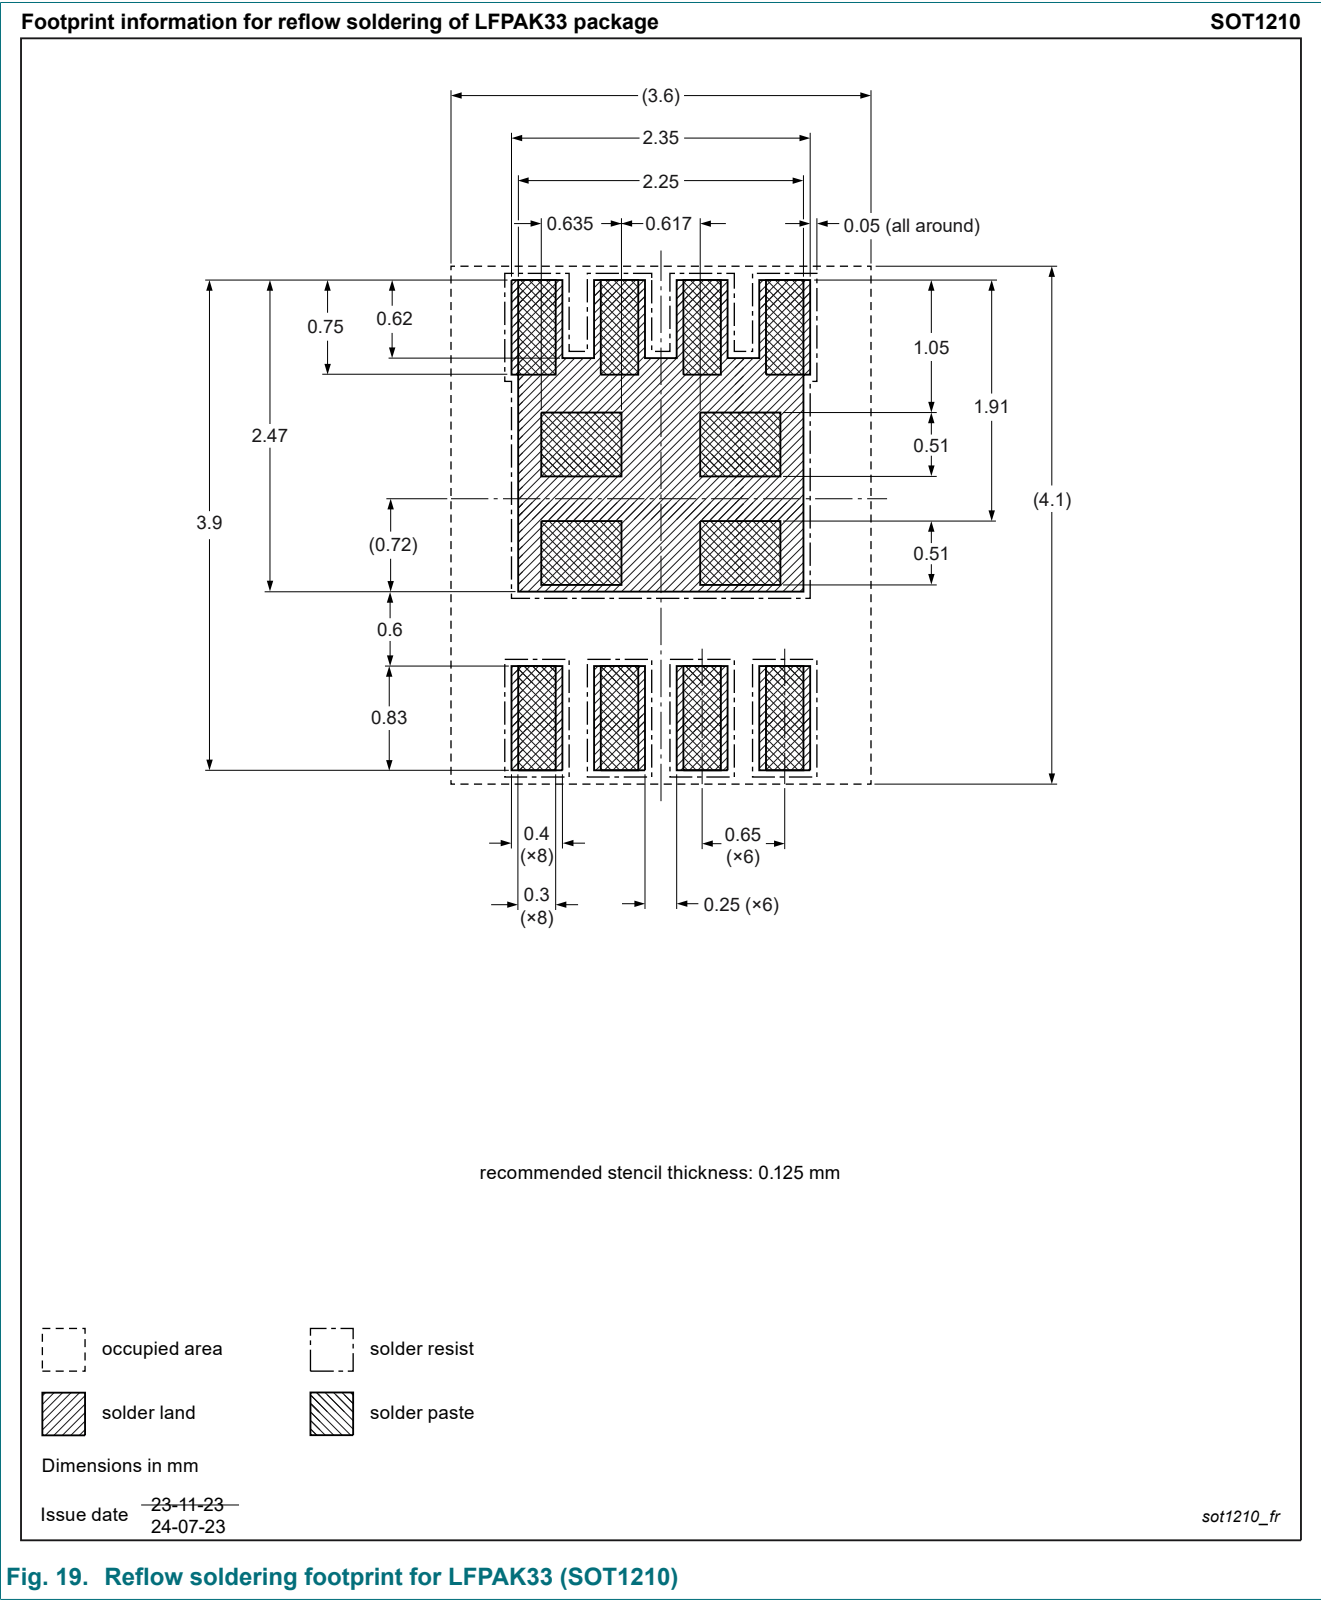 Footprint information for reflow soldering of LFPAK33 package SOT1210
(3.6)
2.35
2.25
0.635 0.617 0.05 (all around)
0.75 0.62
1.05
1.91
2.47
0.51
3.9
(0.72)
(4.1)
0.51
0.6
0.83
0.4
(×8)
0.65
(×6)
0.3
(×8)
0.25 (×6)
recommended stencil thickness: 0.125 mm
occupied area solder resist
solder land solder paste
Dimensions in mm
Issue date 23-11-23
24-07-23
sot1210_fr
Fig. 19. Reflow soldering footprint for LFPAK33 (SOT1210)